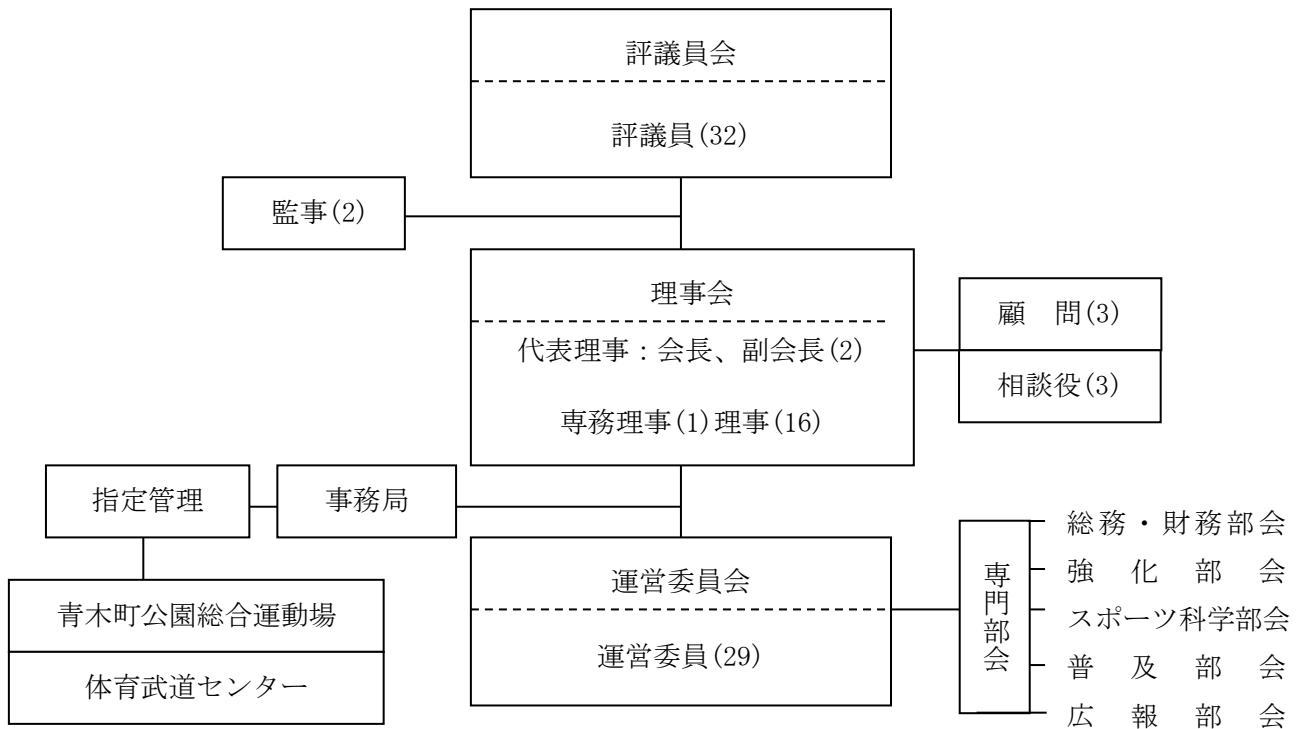 評議員会
評議員(32)
監事(2)
理事会
代表理事：会長、副会長(2)
専務理事(1)理事(16)
顧　問(3)
相談役(3)
指定管理
事務局
青木町公園総合運動場
体育武道センター
運営委員会
運営委員(29)
専門部会
総務・財務部会
強化部会
スポーツ科学部会
普及部会
広報部会